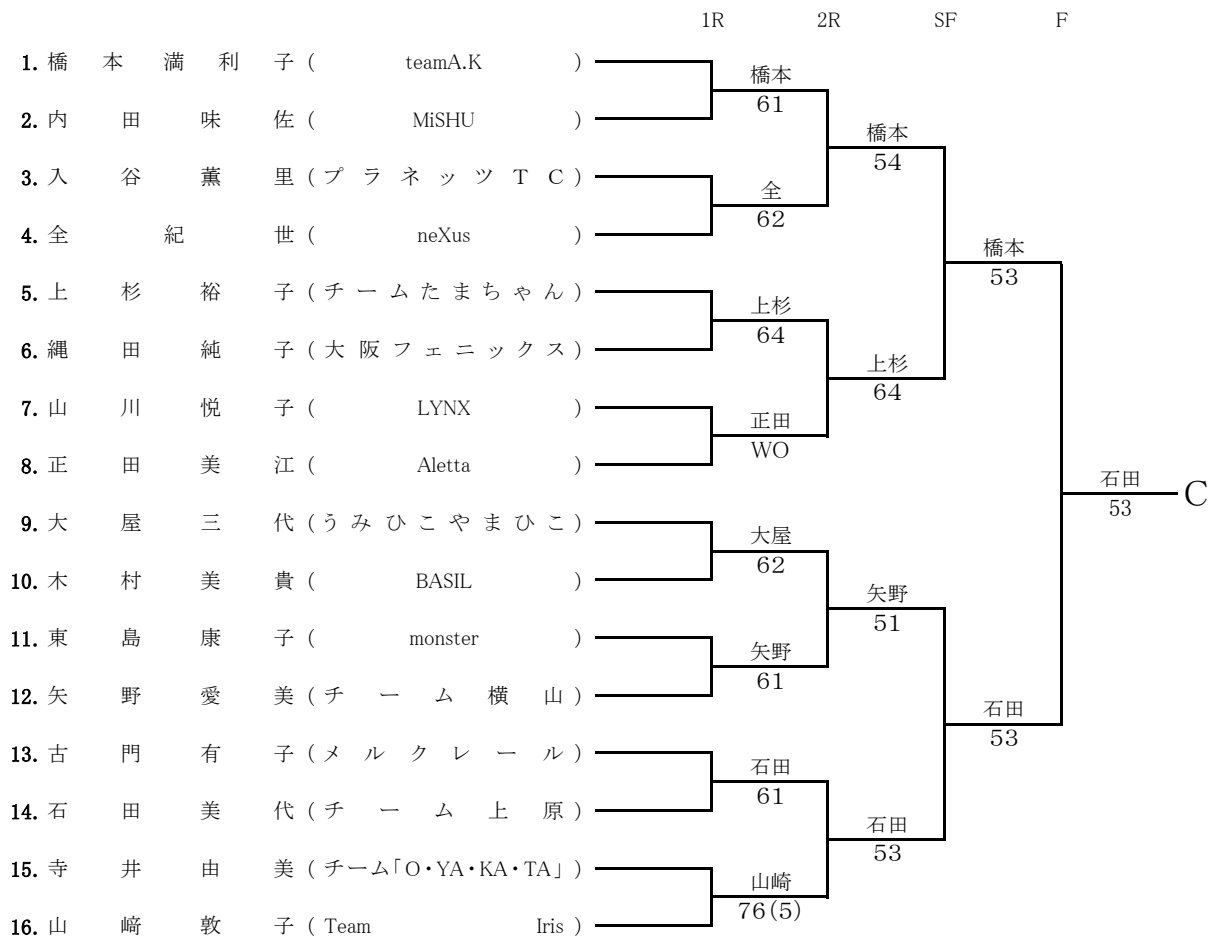 1R 2R SF F
1. 橋本満利子 ( teamA.K )
橋本
61
2. 内田味佐 ( MiSHU )
橋本
54
3. 入谷薫里 (プラネッツTC)
全
62
4. 全紀世 ( neXus )
橋本
53
5. 上杉裕子 (チームたまちゃん)
上杉
64
6. 縄田純子 (大阪フェニックス)
上杉
64
7. 山川悦子 ( LYNX )
正田
WO
8. 正田美江 ( Aletta )
石田
53
C
9. 大屋三代 (うみひこやまひこ)
大屋
62
10. 木村美貴 ( BASIL )
矢野
51
11. 東島康子 ( monster )
矢野
61
12. 矢野愛美 (チーム横山)
石田
53
13. 古門有子 (メルクレール)
石田
61
14. 石田美代 (チーム上原)
石田
53
15. 寺井由美 (チーム「O・YA・KA・TA」)
山崎
76(5)
16. 山﨑敦子 ( Team Iris )